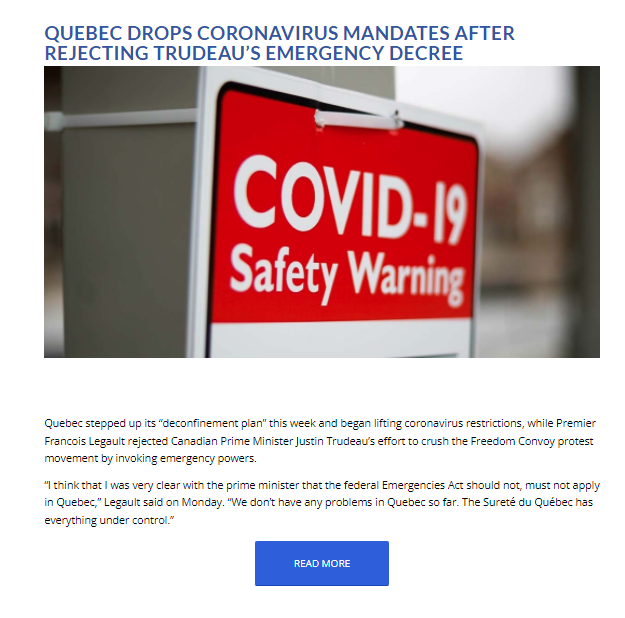 QUEBEC DROPS CORONAVIRUS MANDATES AFTER
REJECTING TRUDEAU’S EMERGENCY DECREE
COVID-19
Safety Warning
Quebec stepped up its “deconfinement plan” this week and began lifting coronavirus restrictions, while Premier
Francois Legault rejected Canadian Prime Minister Justin Trudeau’s effort to crush the Freedom Convoy protest
movement by invoking emergency powers.
“I think that I was very clear with the prime minister that the federal Emergencies Act should not, must not apply
in Quebec,” Legault said on Monday. “We don’t have any problems in Quebec so far. The Sureté du Québec has
everything under control.”
READ MORE